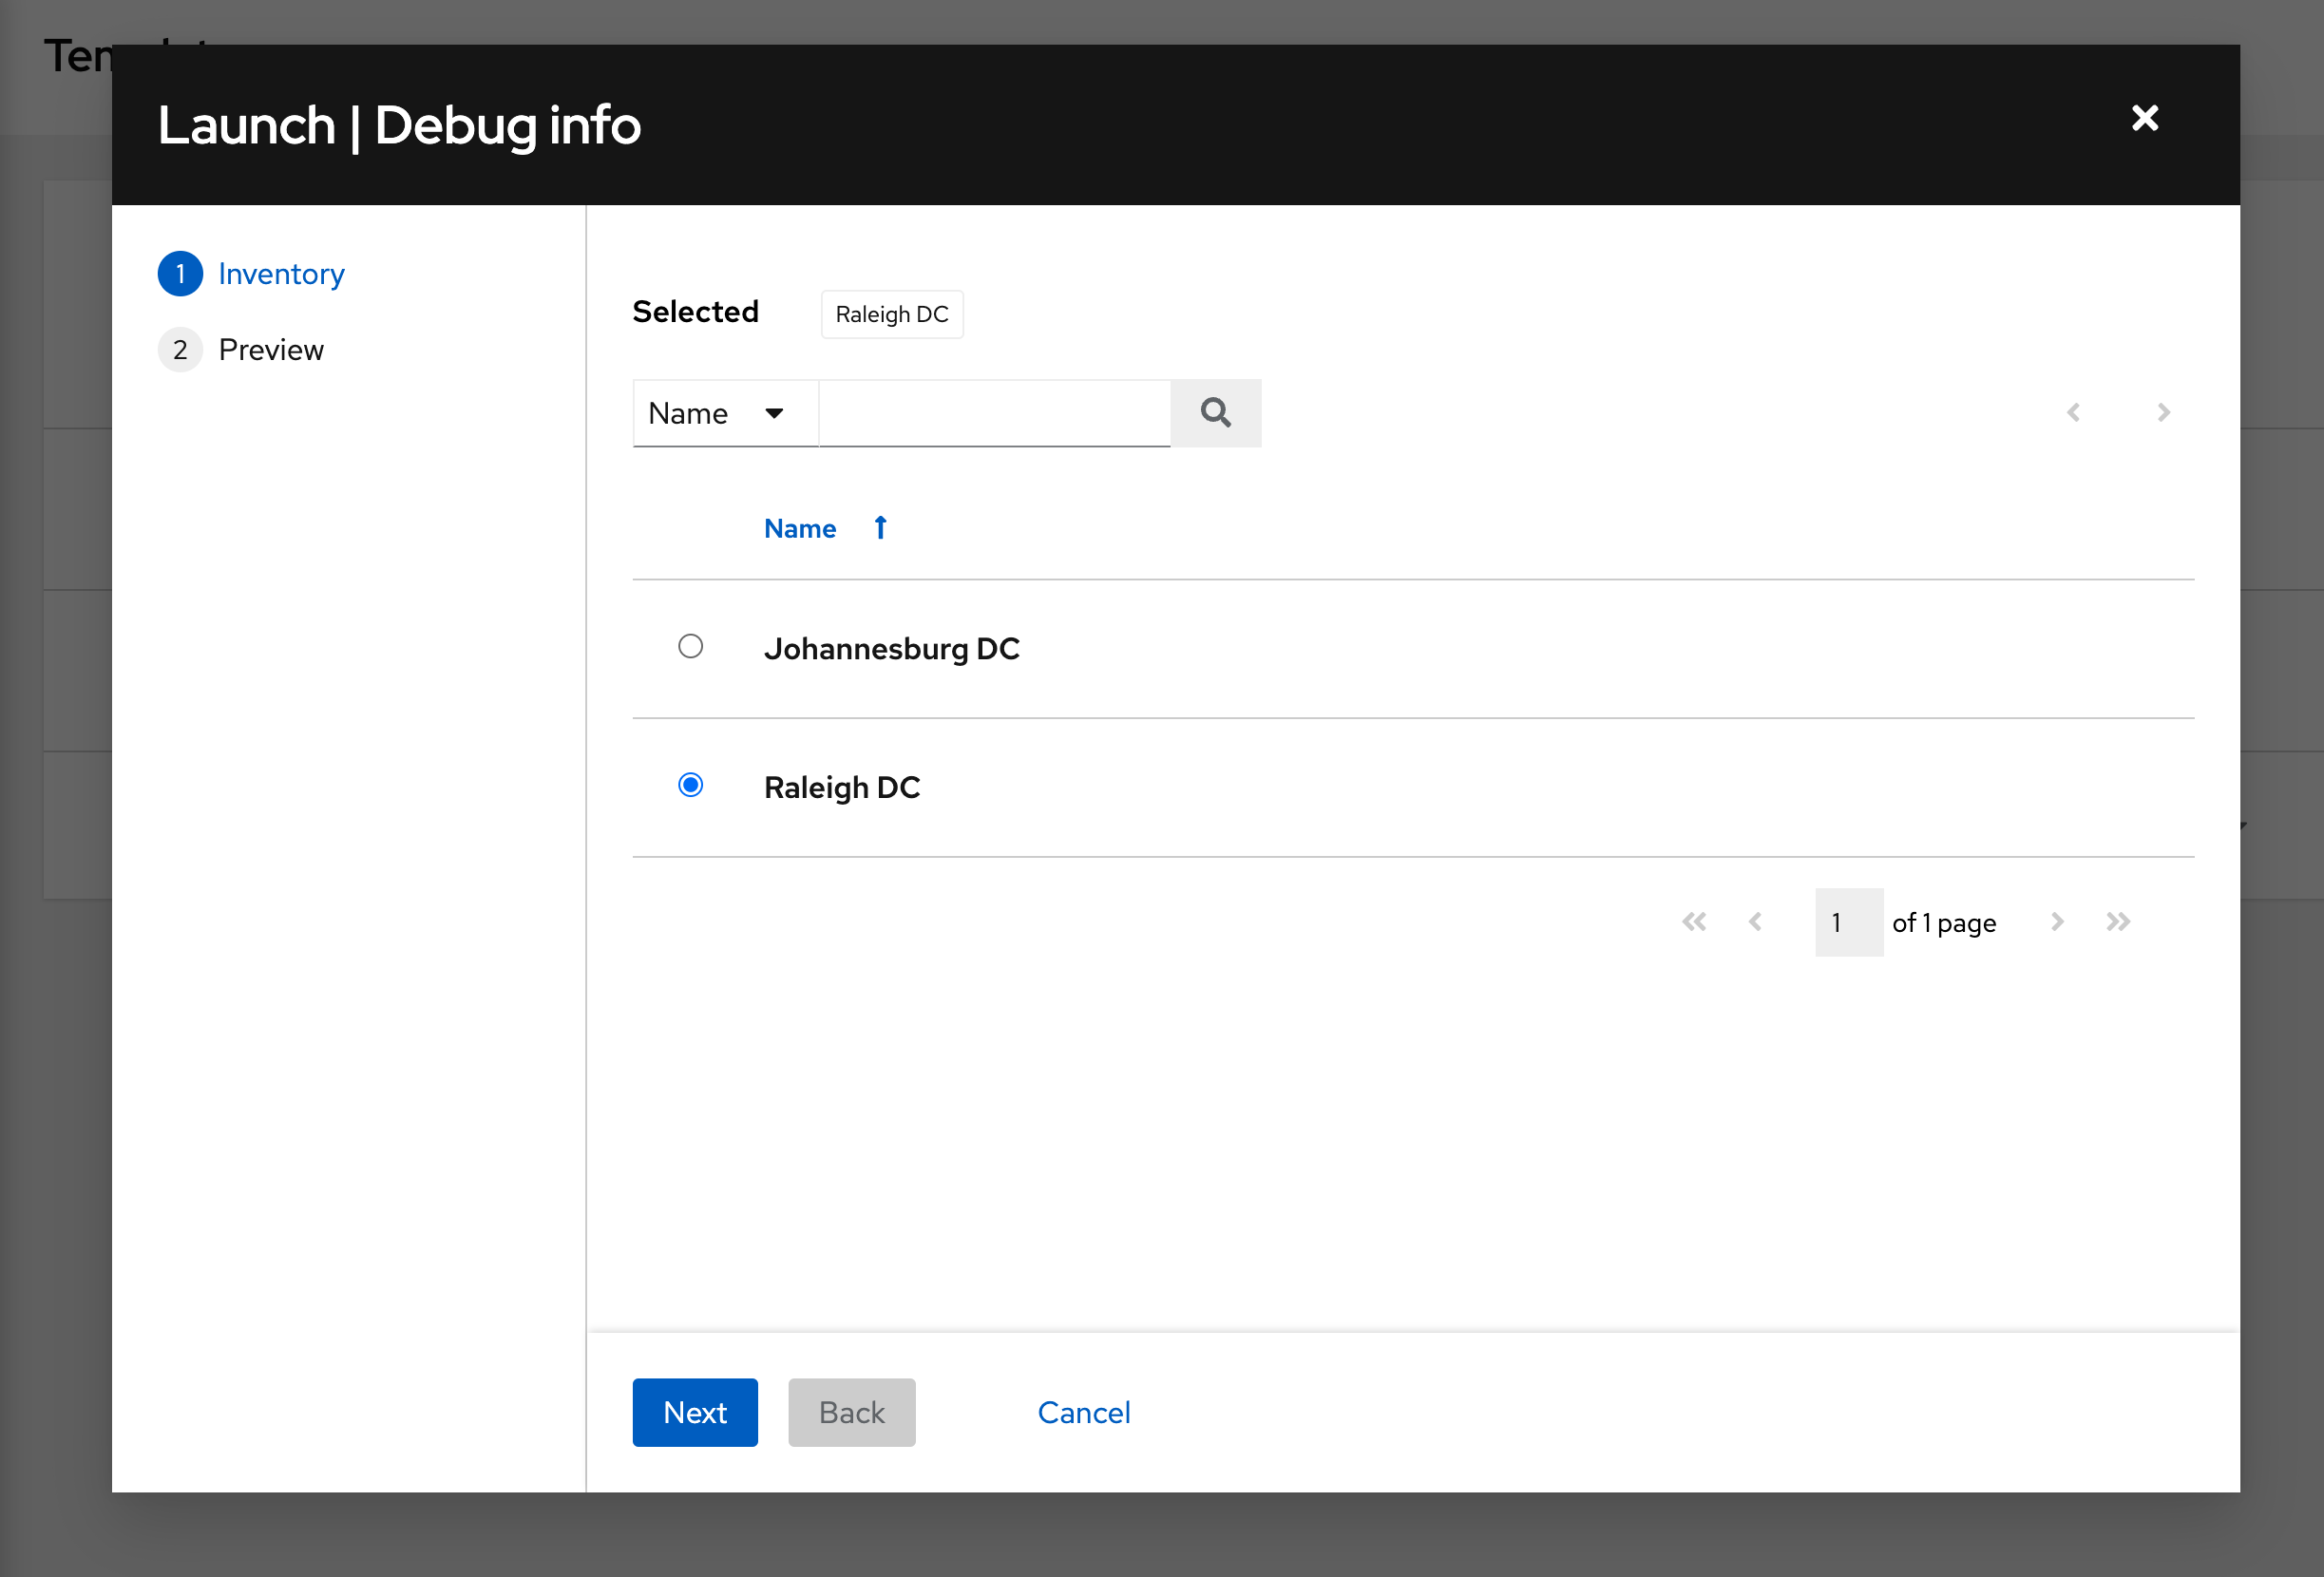 Launch | Debug info
1 Inventory
2 Preview
Selected Raleigh DC
Name
Name
Johannesburg DC
Raleigh DC
1 of 1 page
Next Back Cancel